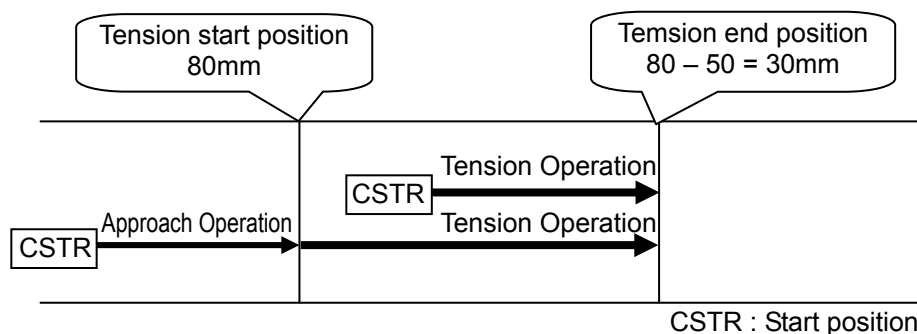 Tension start position
80mm
Temsion end position
80 – 50 = 30mm
Tension Operation
CSTR
Approach Operation
Tension Operation
CSTR
CSTR : Start position